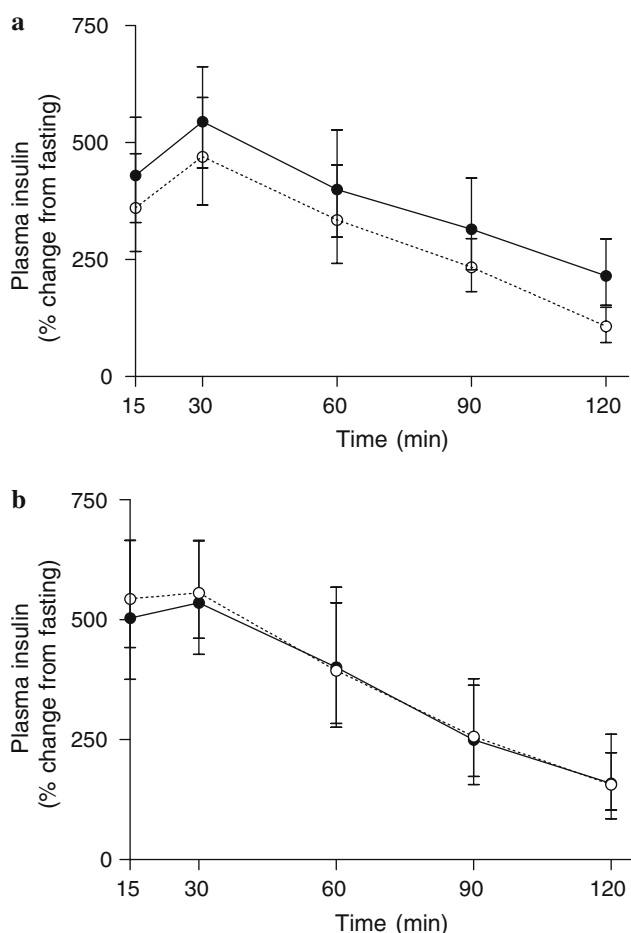 a
750
500
250
0
Plasma insulin
(% change from fasting)
15 30 60 90 120
Time (min)
b
750
500
250
0
Plasma insulin
(% change from fasting)
15 30 60 90 120
Time (min)